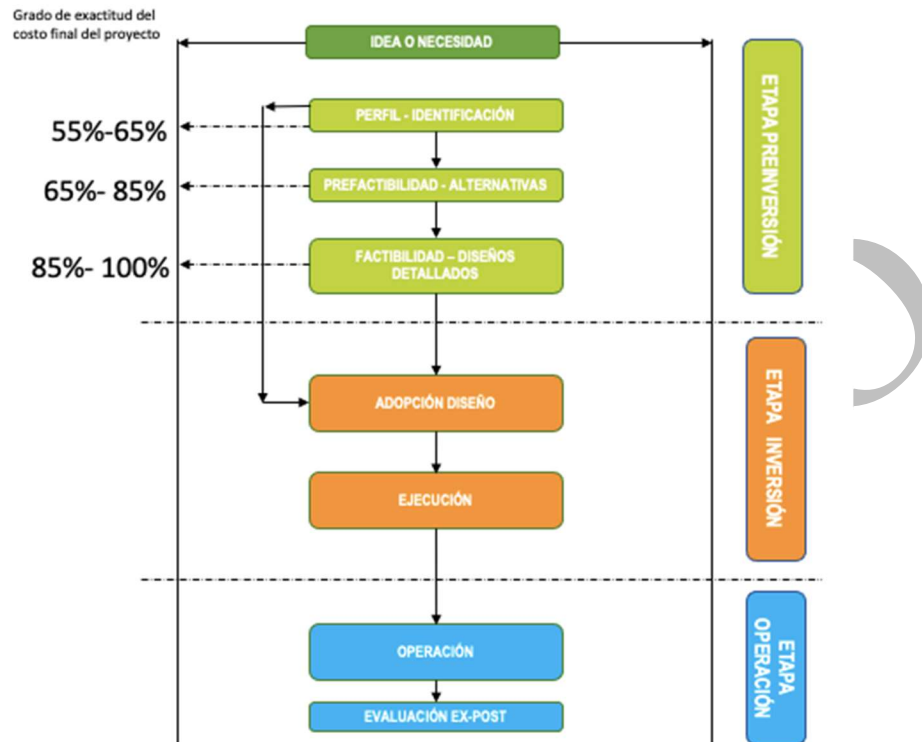 Grado de exactitud del
costo final del proyecto
IDEA O NECESIDAD
ETAPA PREINVERSIÓN
PERFIL - IDENTIFICACIÓN
55%-65%
PREFACTIBILIDAD - ALTERNATIVAS
65%- 85%
FACTIBILIDAD – DISEÑOS
DETALLADOS
85%- 100%
ETAPA INVERSIÓN
ADOPCIÓN DISEÑO
EJECUCIÓN
ETAPA
OPERACIÓN
OPERACIÓN
EVALUACIÓN EX-POST